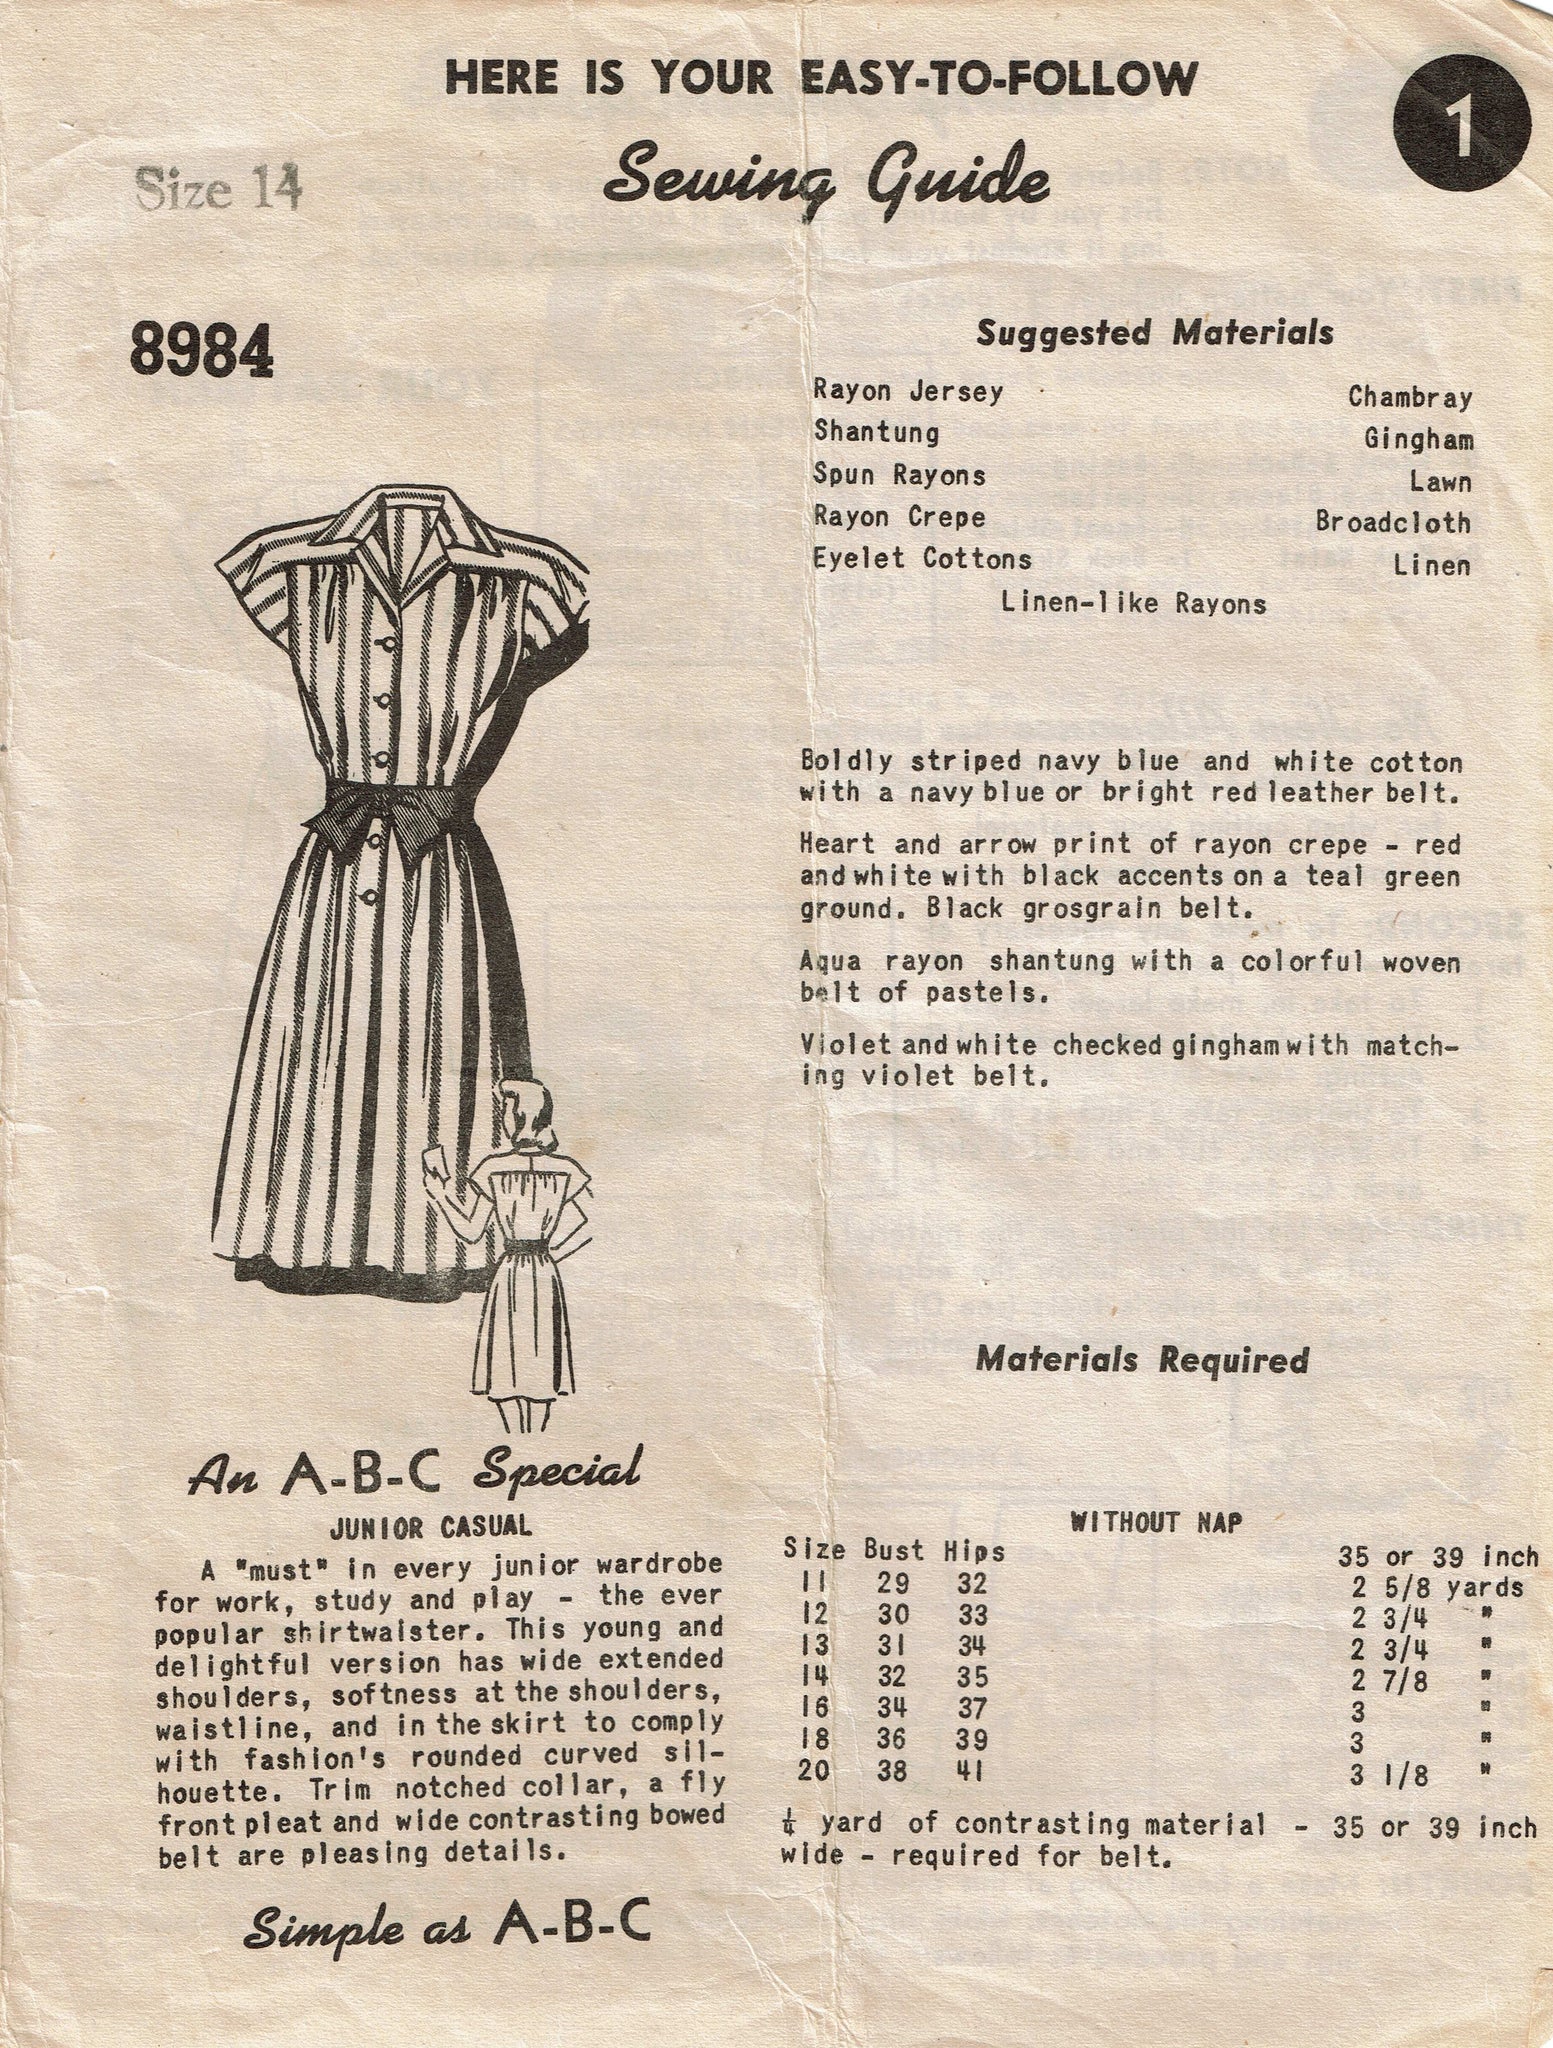 HERE IS YOUR EASY-TO-FOLLOW
Sewing Guide
1
Size 14
8984
Suggested Materials
Rayon Jersey Chambray
Shantung Gingham
Spun Rayons Lawn
Rayon Crepe Broadcloth
Eyelet Cottons Linen
Linen-like Rayons
Boldly striped navy blue and white cotton
with a navy blue or bright red leather belt.
Heart and arrow print of rayon crepe - red
and white with black accents on a teal green
ground. Black grosgrain belt.
Aqua rayon shantung with a colorful woven
belt of pastels.
Violet and white checked gingham with match-
ing violet belt.
An A-B-C Special
JUNIOR CASUAL
A "must" in every junior wardrobe
for work, study and play - the ever
popular shirtwaister. This young and
delightful version has wide extended
shoulders, softness at the shoulders,
waistline, and in the skirt to comply
with fashion's rounded curved sil-
houette. Trim notched collar, a fly
front pleat and wide contrasting bowed
belt are pleasing details.
Simple as A-B-C
Materials Required
WITHOUT NAP
Size Bust Hips 35 or 39 inch
11 29 32 2 5/8 yards
12 30 33 2 3/4 "
13 31 34 2 3/4 "
14 32 35 2 7/8 "
16 34 37 3 "
18 36 39 3 "
20 38 41 3 1/8 "
¼ yard of contrasting material - 35 or 39 inch
wide - required for belt.